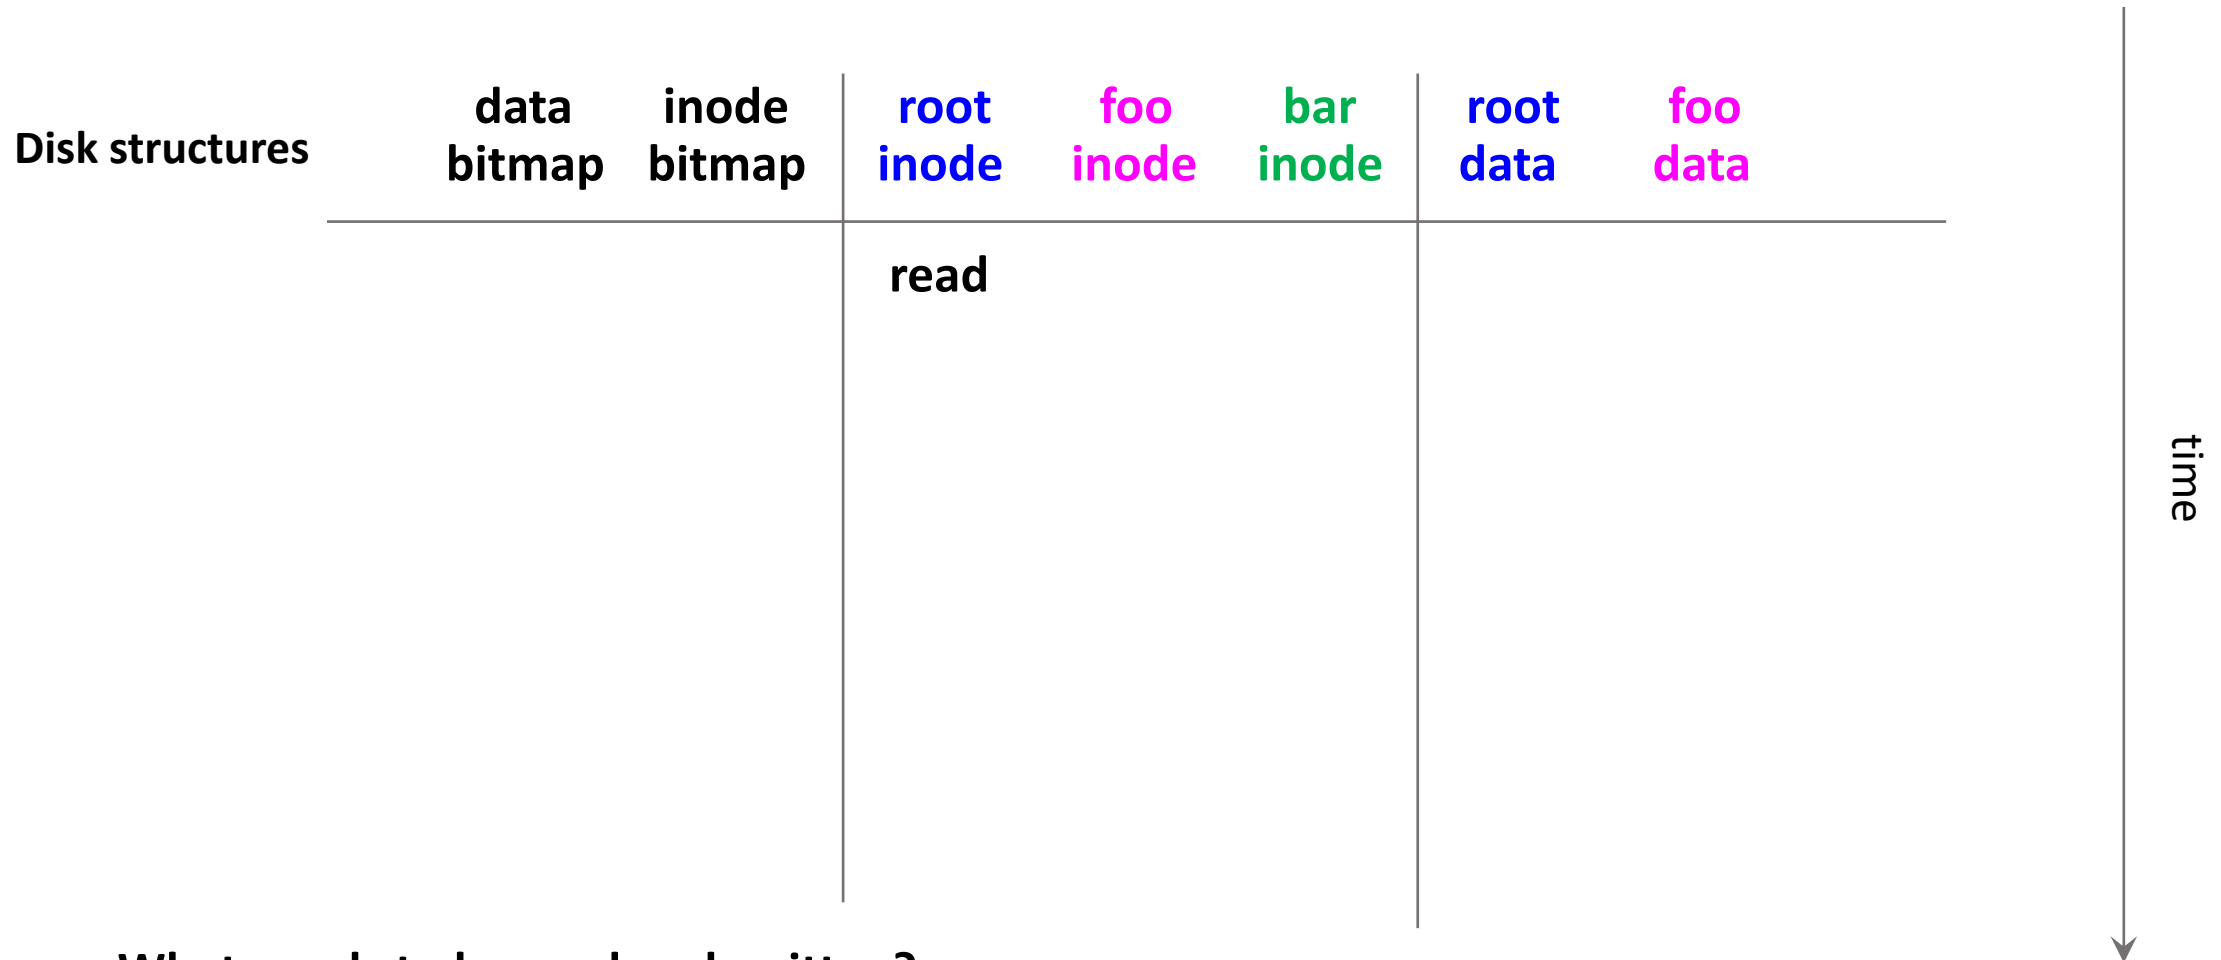 data inode root foo bar root foo
Disk structures
bitmap bitmap inode inode inode data data
read
time